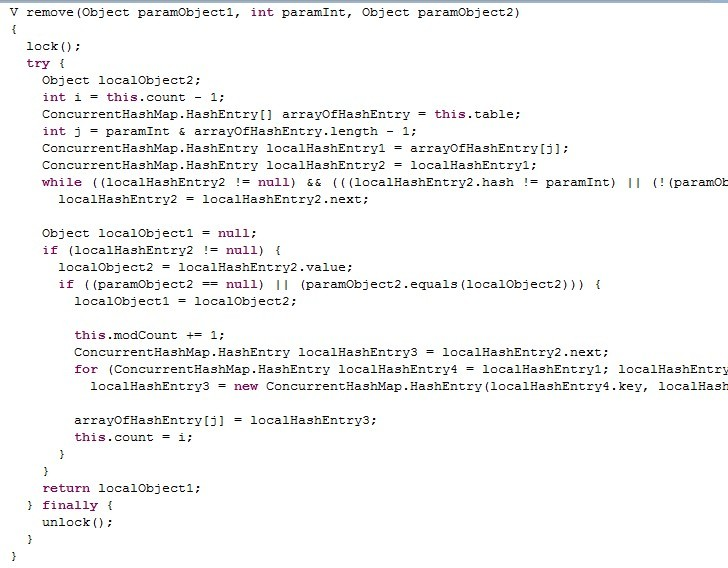 V remove(Object paramObject1, int paramInt, Object paramObject2)
{
  lock();
  try {
    Object localObject2;
    int i = this.count - 1;
    ConcurrentHashMap.HashEntry[] arrayOfHashEntry = this.table;
    int j = paramInt & arrayOfHashEntry.length - 1;
    ConcurrentHashMap.HashEntry localHashEntry1 = arrayOfHashEntry[j];
    ConcurrentHashMap.HashEntry localHashEntry2 = localHashEntry1;
    while ((localHashEntry2 != null) && (((localHashEntry2.hash != paramInt) || (!(paramOb
      localHashEntry2 = localHashEntry2.next;

    Object localObject1 = null;
    if (localHashEntry2 != null) {
      localObject2 = localHashEntry2.value;
      if ((paramObject2 == null) || (paramObject2.equals(localObject2))) {
        localObject1 = localObject2;

        this.modCount += 1;
        ConcurrentHashMap.HashEntry localHashEntry3 = localHashEntry2.next;
        for (ConcurrentHashMap.HashEntry localHashEntry4 = localHashEntry1; localHashEntry
          localHashEntry3 = new ConcurrentHashMap.HashEntry(localHashEntry4.key, localHash

        arrayOfHashEntry[j] = localHashEntry3;
        this.count = i;
      }
    }
    return localObject1;
  } finally {
    unlock();
  }
}